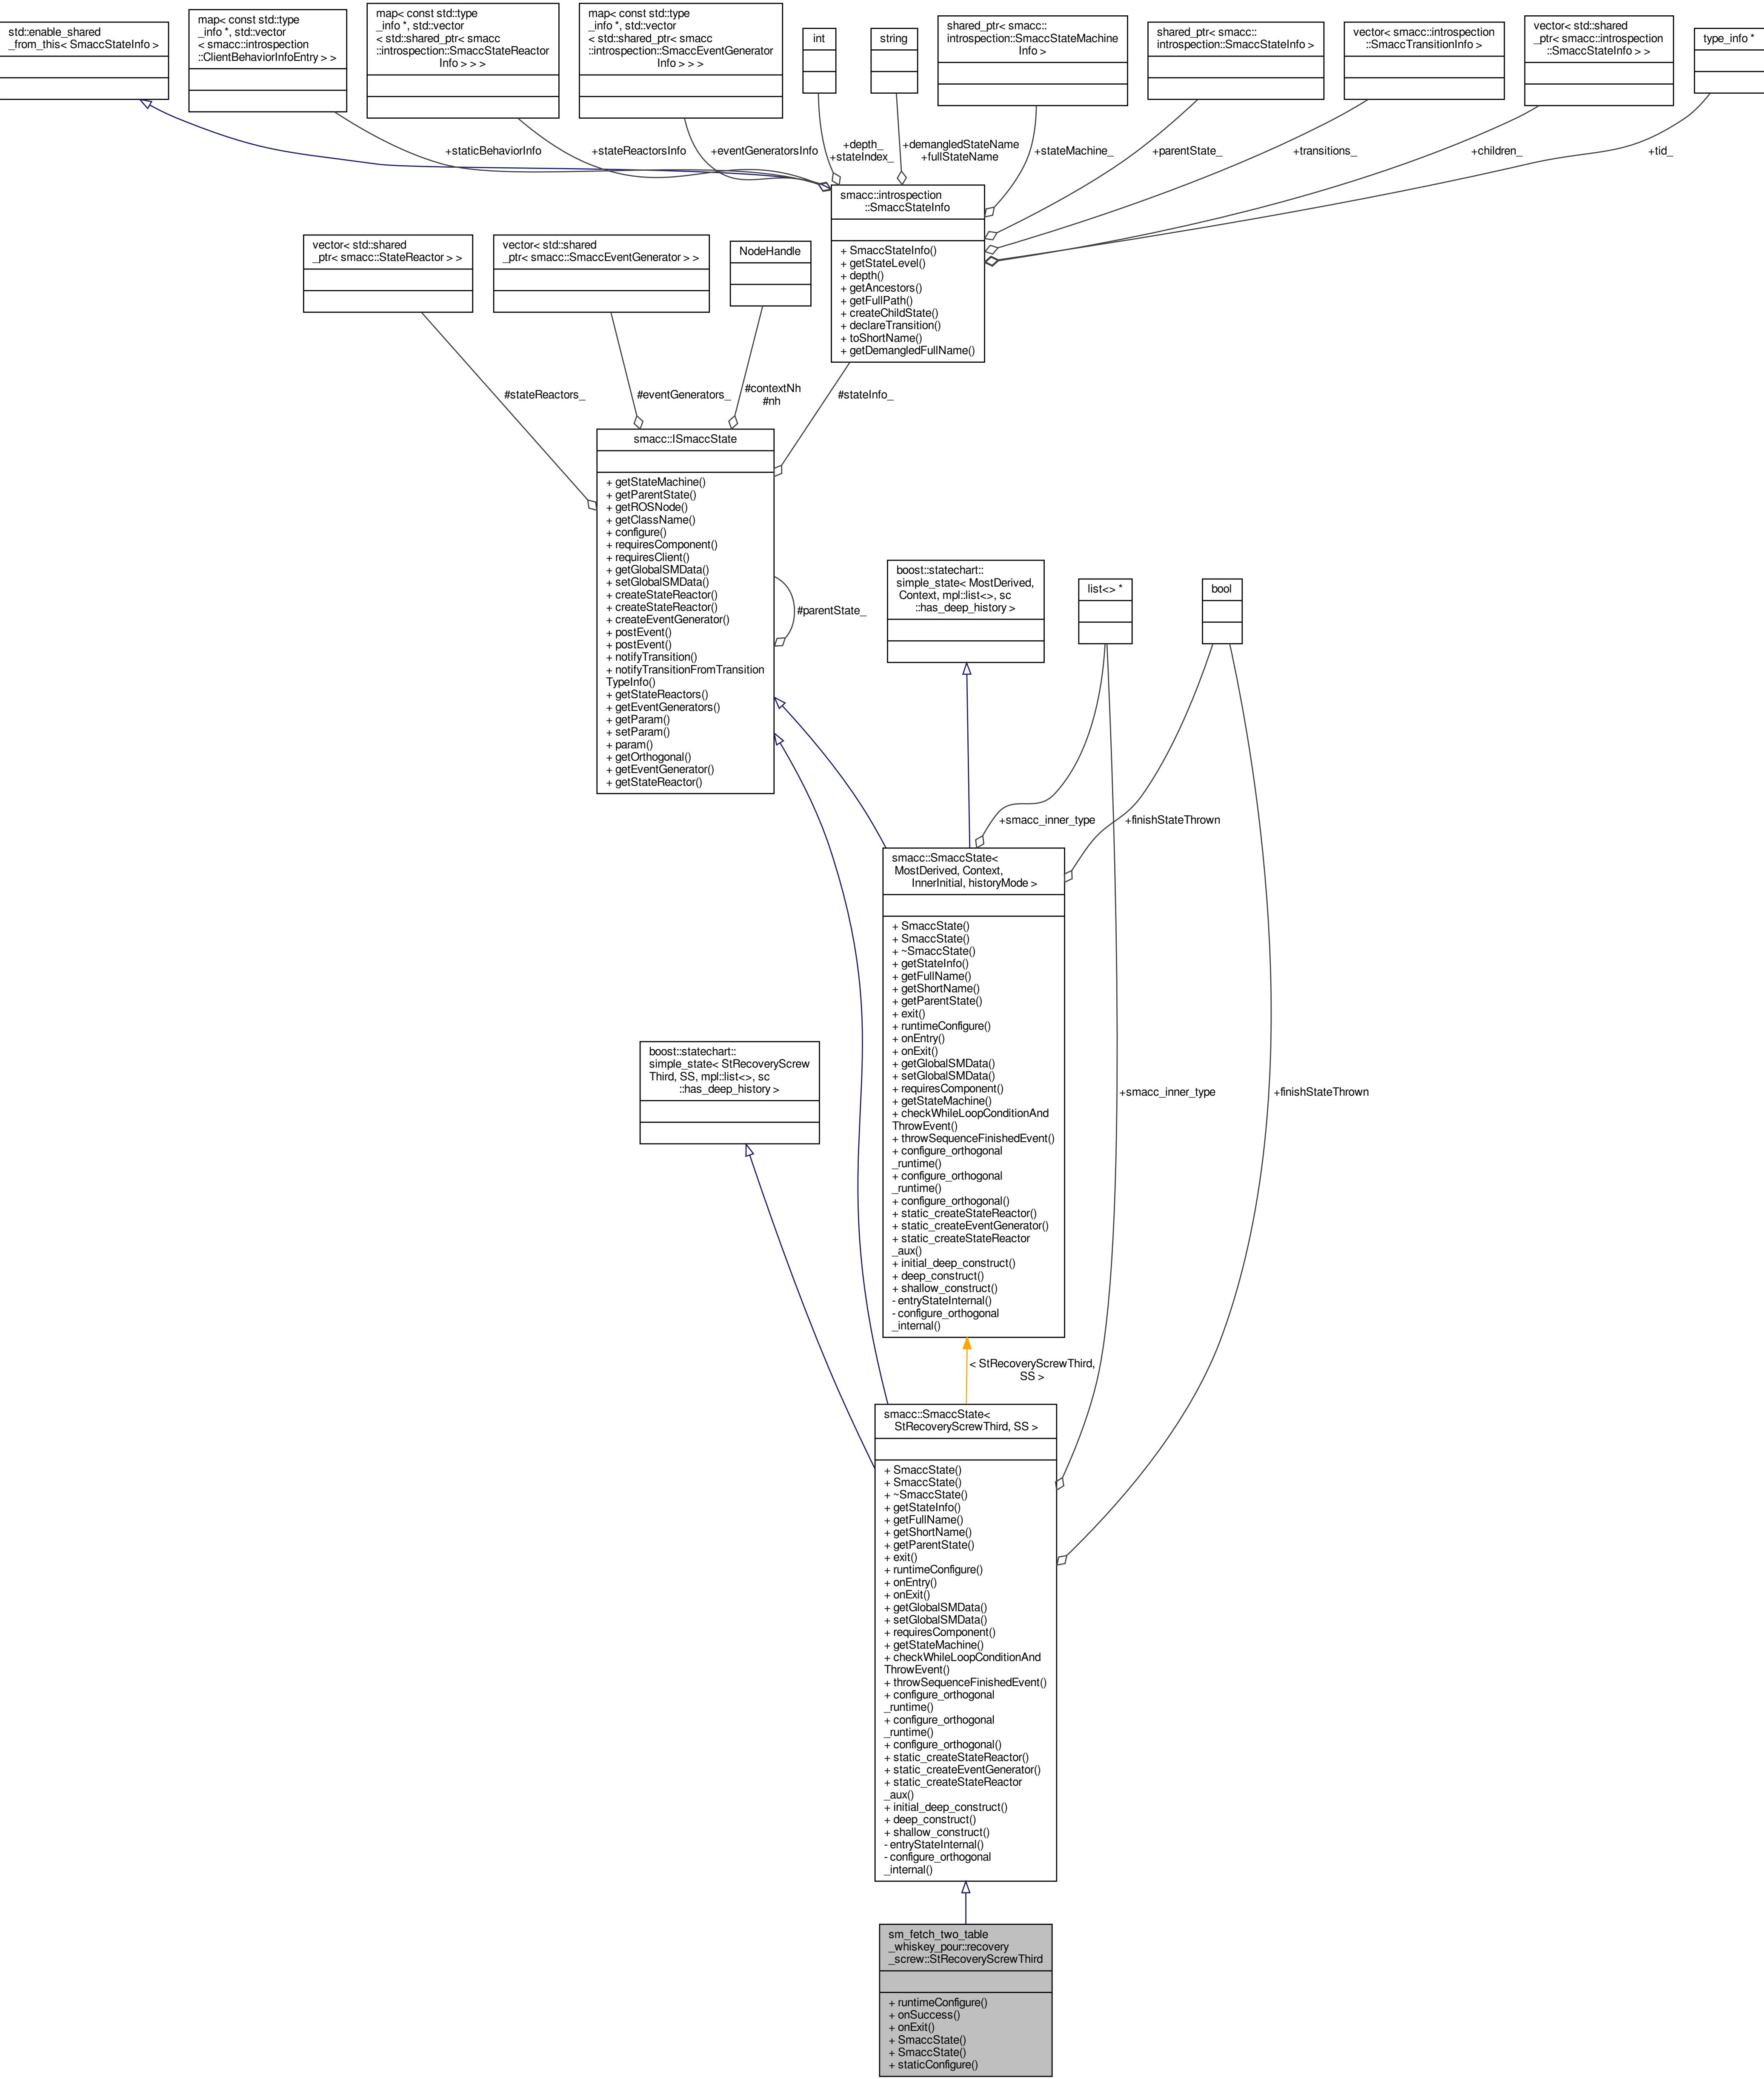 std::enable_shared
_from_this< SmaccStateInfo >
map< const std::type
_info *, std::vector
< smacc::introspection
::ClientBehaviorInfoEntry > >
map< const std::type
_info *, std::vector
< std::shared_ptr< smacc
::introspection::SmaccStateReactor
Info > > >
map< const std::type
_info *, std::vector
< std::shared_ptr< smacc
::introspection::SmaccEventGenerator
Info > > >
int
string
shared_ptr< smacc::
introspection::SmaccStateMachine
Info >
shared_ptr< smacc::
introspection::SmaccStateInfo >
vector< smacc::introspection
::SmaccTransitionInfo >
vector< std::shared
_ptr< smacc::introspection
::SmaccStateInfo > >
type_info *
+staticBehaviorInfo
+stateReactorsInfo
+eventGeneratorsInfo
+depth_
+stateIndex_
+demangledStateName
+fullStateName
+stateMachine_
+parentState_
+transitions_
+children_
+tid_
smacc::introspection
::SmaccStateInfo
+ SmaccStateInfo()
+ getStateLevel()
+ depth()
+ getAncestors()
+ getFullPath()
+ createChildState()
+ declareTransition()
+ toShortName()
+ getDemangledFullName()
vector< std::shared
_ptr< smacc::StateReactor > >
vector< std::shared
_ptr< smacc::SmaccEventGenerator > >
NodeHandle
#stateReactors_
#eventGenerators_
#contextNh
#nh
#stateInfo_
smacc::ISmaccState
+ getStateMachine()
+ getParentState()
+ getROSNode()
+ getClassName()
+ configure()
+ requiresComponent()
+ requiresClient()
+ getGlobalSMData()
+ setGlobalSMData()
+ createStateReactor()
+ createStateReactor()
+ createEventGenerator()
+ postEvent()
+ postEvent()
+ notifyTransition()
+ notifyTransitionFromTransition
TypeInfo()
+ getStateReactors()
+ getEventGenerators()
+ getParam()
+ setParam()
+ param()
+ getOrthogonal()
+ getEventGenerator()
+ getStateReactor()
#parentState_
boost::statechart::
simple_state< MostDerived,
Context, mpl::list<>, sc
::has_deep_history >
list<> *
bool
+smacc_inner_type
+finishStateThrown
smacc::SmaccState<
MostDerived, Context,
InnerInitial, historyMode >
+ SmaccState()
+ SmaccState()
+ ~SmaccState()
+ getStateInfo()
+ getFullName()
+ getShortName()
+ getParentState()
+ exit()
+ runtimeConfigure()
+ onEntry()
+ onExit()
+ getGlobalSMData()
+ setGlobalSMData()
+ requiresComponent()
+ getStateMachine()
+ checkWhileLoopConditionAnd
ThrowEvent()
+ throwSequenceFinishedEvent()
+ configure_orthogonal
_runtime()
+ configure_orthogonal
_runtime()
+ configure_orthogonal()
+ static_createStateReactor()
+ static_createEventGenerator()
+ static_createStateReactor
_aux()
+ initial_deep_construct()
+ deep_construct()
+ shallow_construct()
- entryStateInternal()
- configure_orthogonal
_internal()
boost::statechart::
simple_state< StRecoveryScrew
Third, SS, mpl::list<>, sc
::has_deep_history >
+smacc_inner_type
+finishStateThrown
< StRecoveryScrewThird,
SS >
smacc::SmaccState<
StRecoveryScrewThird, SS >
+ SmaccState()
+ SmaccState()
+ ~SmaccState()
+ getStateInfo()
+ getFullName()
+ getShortName()
+ getParentState()
+ exit()
+ runtimeConfigure()
+ onEntry()
+ onExit()
+ getGlobalSMData()
+ setGlobalSMData()
+ requiresComponent()
+ getStateMachine()
+ checkWhileLoopConditionAnd
ThrowEvent()
+ throwSequenceFinishedEvent()
+ configure_orthogonal
_runtime()
+ configure_orthogonal
_runtime()
+ configure_orthogonal()
+ static_createStateReactor()
+ static_createEventGenerator()
+ static_createStateReactor
_aux()
+ initial_deep_construct()
+ deep_construct()
+ shallow_construct()
- entryStateInternal()
- configure_orthogonal
_internal()
sm_fetch_two_table
_whiskey_pour::recovery
_screw::StRecoveryScrewThird
+ runtimeConfigure()
+ onSuccess()
+ onExit()
+ SmaccState()
+ SmaccState()
+ staticConfigure()